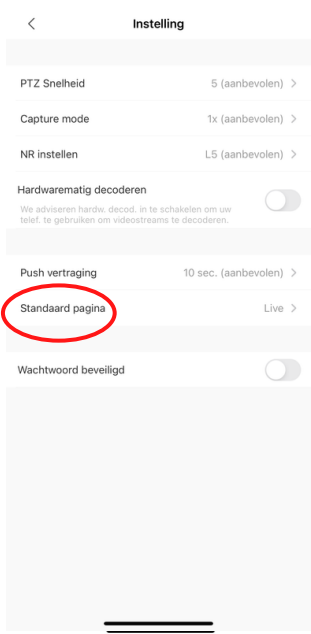 Instelling
PTZ Snelheid 5 (aanbevolen)
Capture mode 1x (aanbevolen)
NR instellen L5 (aanbevolen)
Hardwarematig decoderen
We adviseren hardw. decod. in te schakelen om uw
telef. te gebruiken om videostreams te decoderen.
Push vertraging 10 sec. (aanbevolen)
Standaard pagina Live
Wachtwoord beveiligd